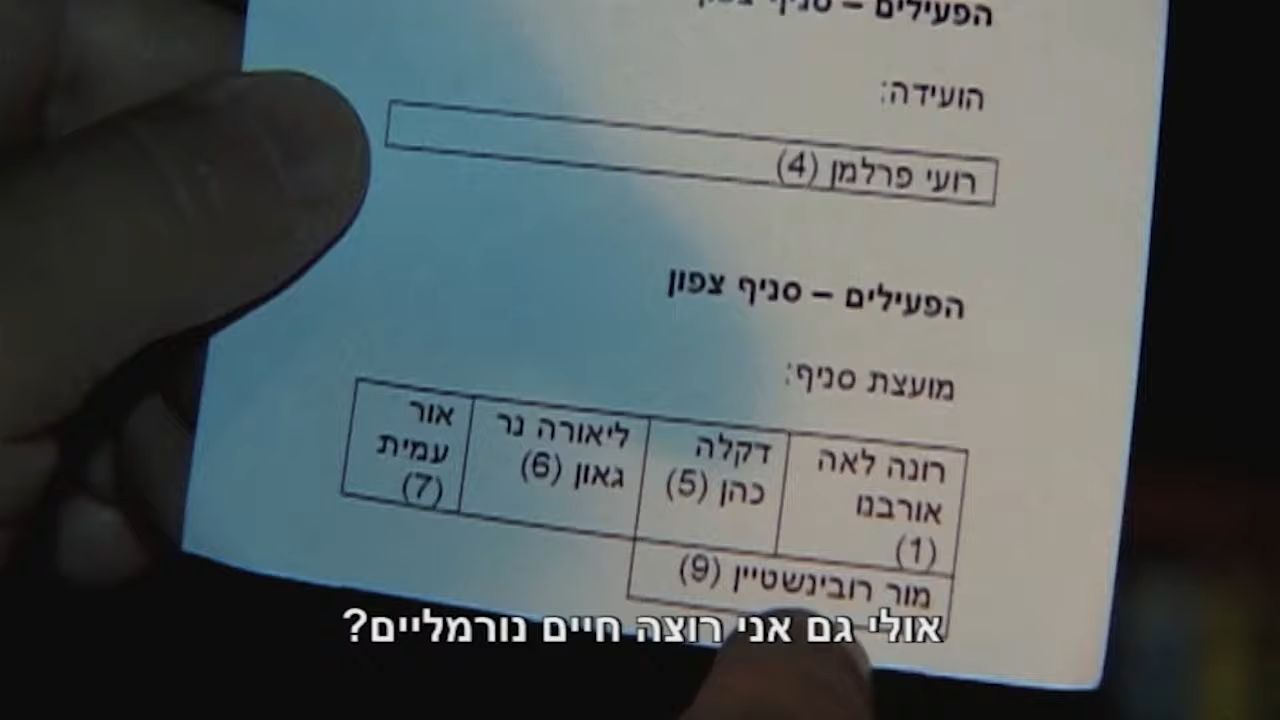 הפעילים – סניף צפון
הועידה:
רועי פרלמן (4)
הפעילים – סניף צפון
מועצת סניף:
רונה לאה
אורבנו
(1)
דקלה
כהן (5)
ליאורה נר
גאון (6)
אור
עמית
(7)
מור רובינשטיין (9)
אולי גם אני רוצה חיים נורמליים?